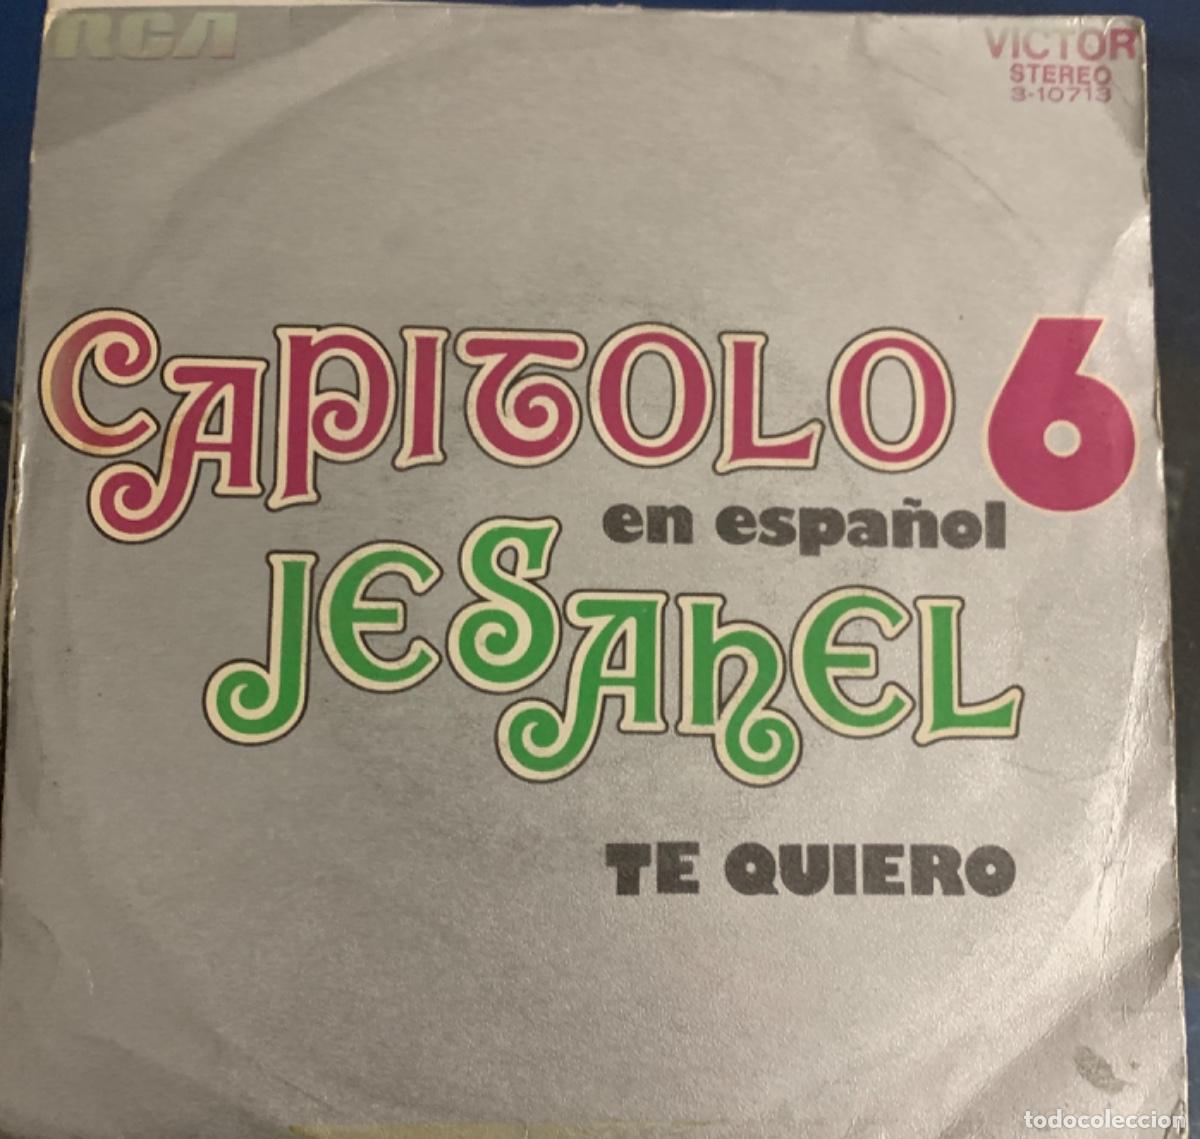 RCA
VICTOR
STEREO
3-10713
CAPITOLO 6
en español
JESAHEL
TE QUIERO
todocoleccion